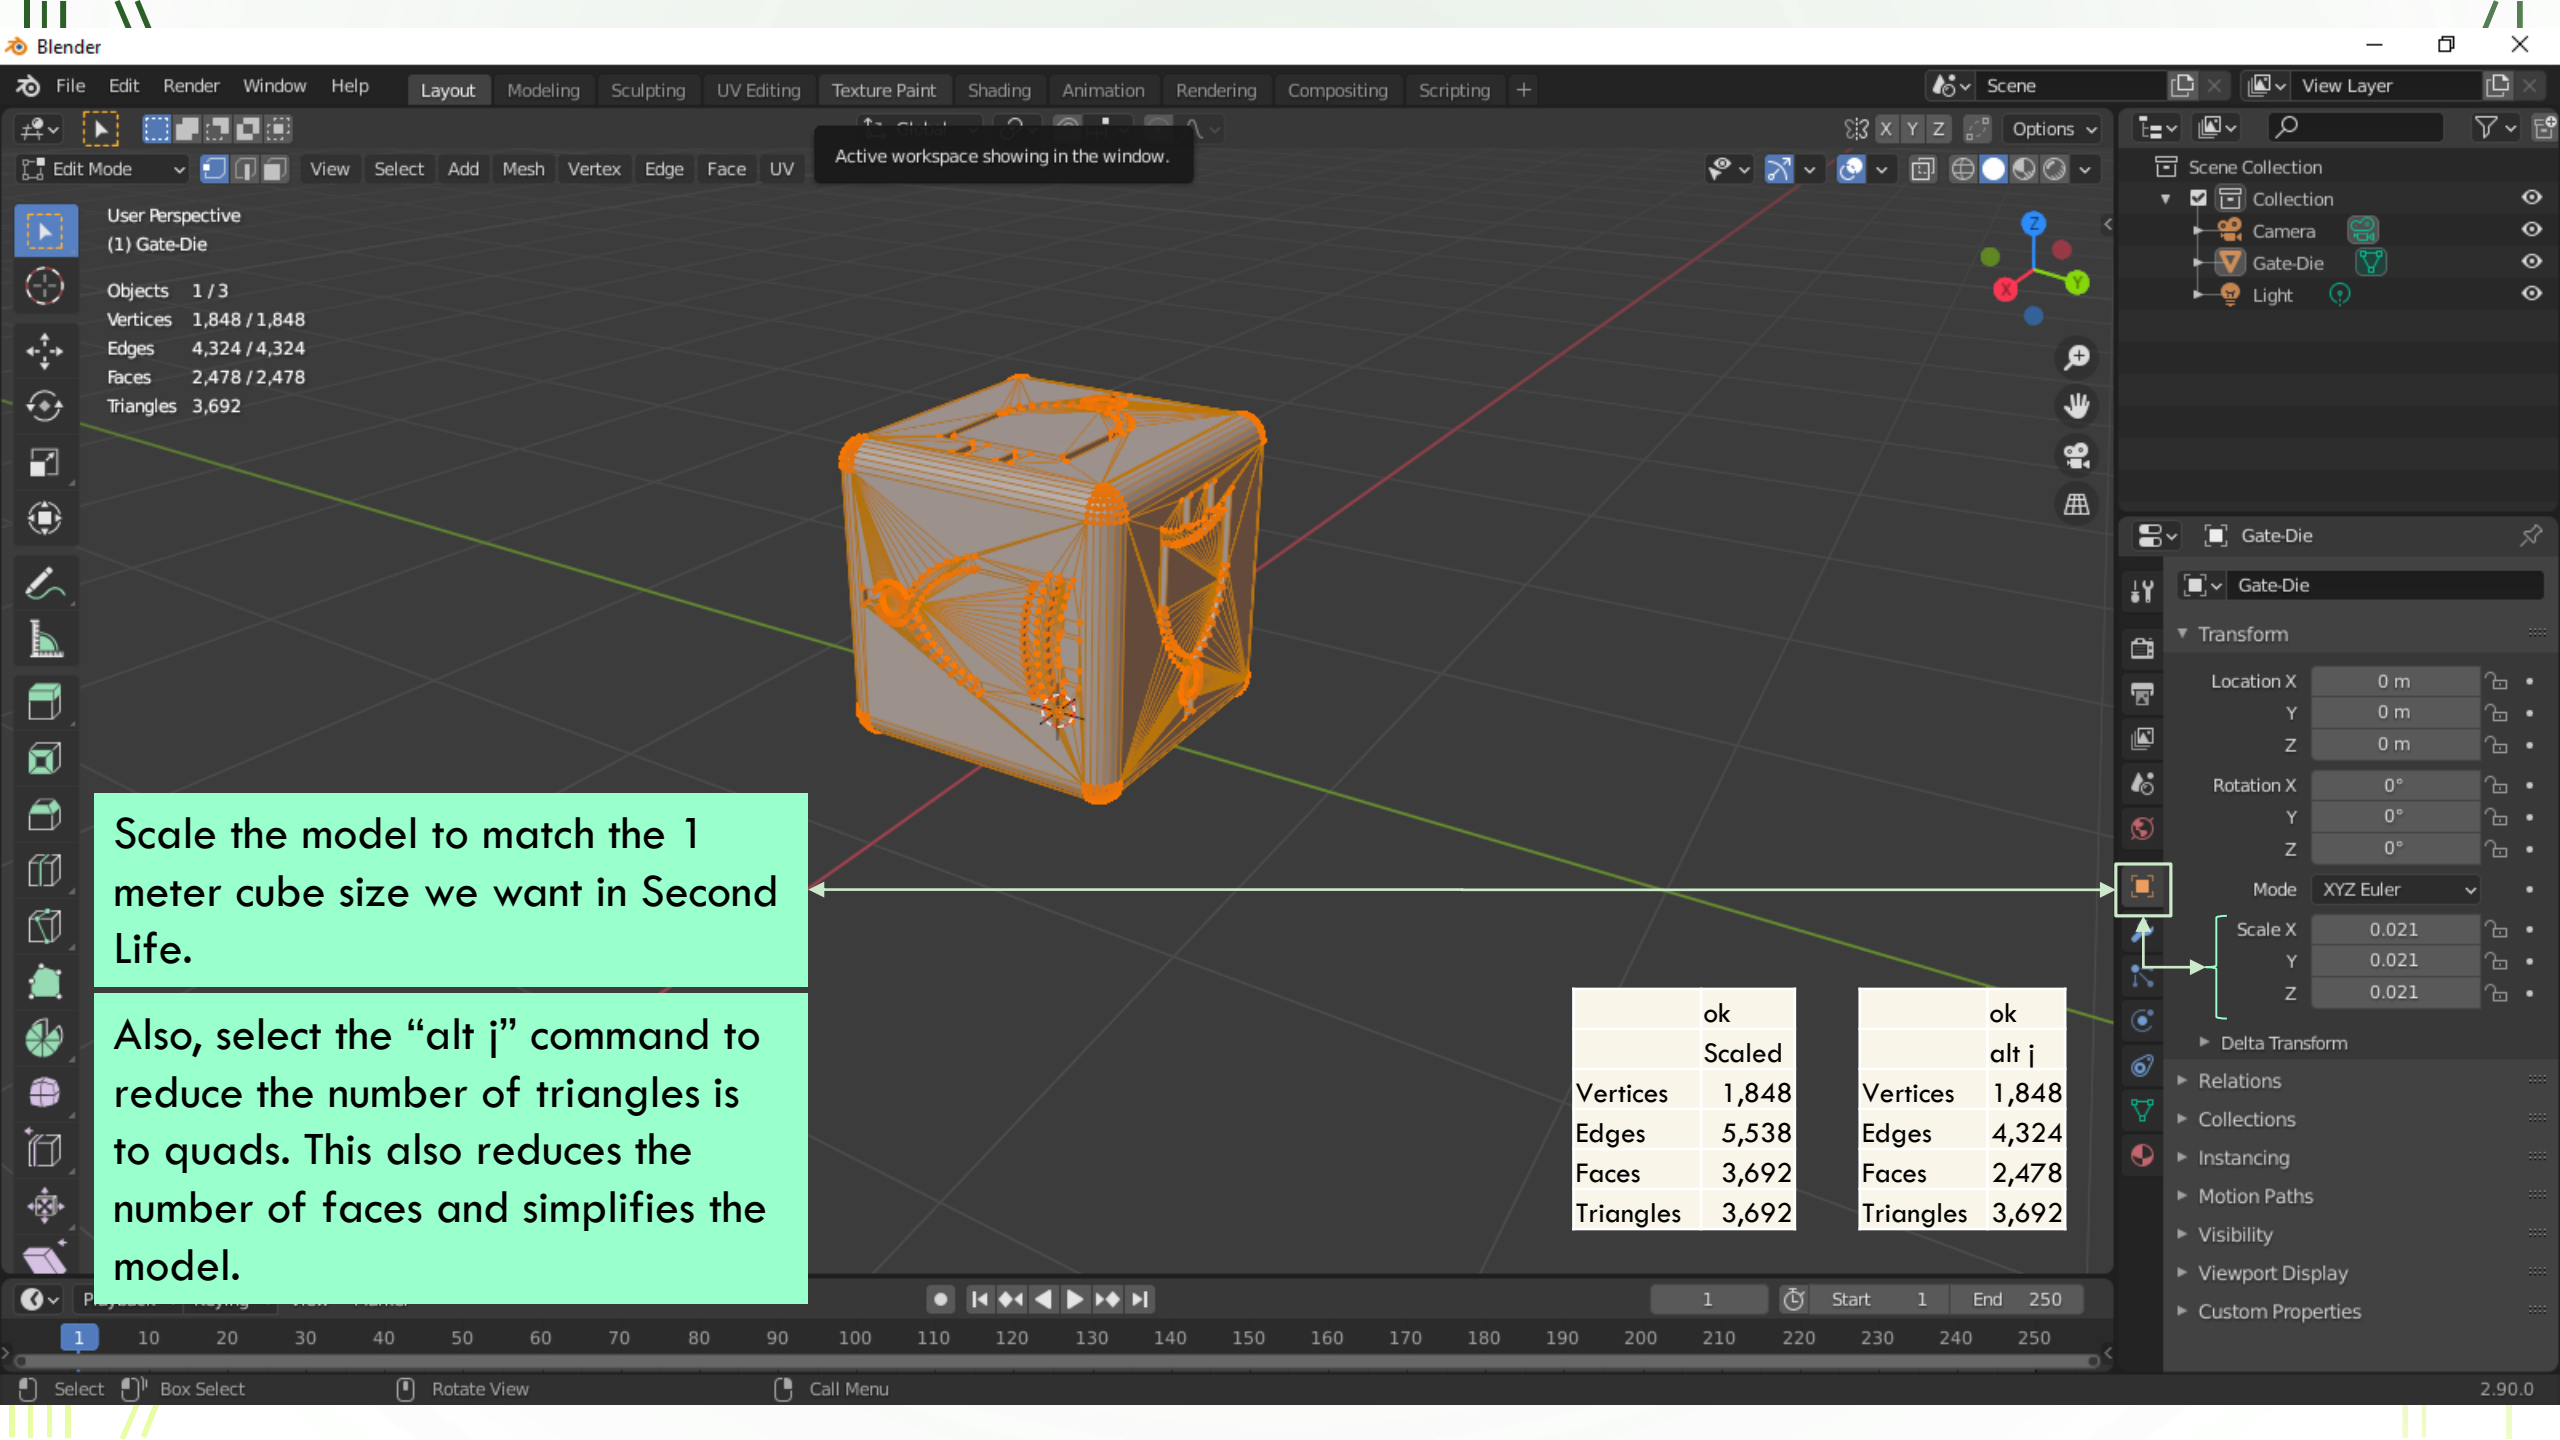 Blender
File Edit Render Window Help Layout Modeling Sculpting UV Editing Texture Paint Shading Animation Rendering Compositing Scripting + Scene View Layer
Global X Y Z Options
Active workspace showing in the window.
Edit Mode View Select Add Mesh Vertex Edge Face UV
User Perspective
(1) Gate-Die
Objects 1 / 3
Vertices 1,848 / 1,848
Edges 4,324 / 4,324
Faces 2,478 / 2,478
Triangles 3,692
Z
Y
X
Scene Collection
Collection
Camera
Gate-Die
Light
Gate-Die
Gate-Die
Transform
Location X 0 m
Y 0 m
Z 0 m
Rotation X 0°
Y 0°
Z 0°
Mode XYZ Euler
Scale X 0.021
Y 0.021
Z 0.021
Delta Transform
Relations
Collections
Instancing
Motion Paths
Visibility
Viewport Display
Custom Properties
Scale the model to match the 1
meter cube size we want in Second
Life.
Also, select the “alt j” command to
reduce the number of triangles is
to quads. This also reduces the
number of faces and simplifies the
model.
ok
Scaled
Vertices 1,848
Edges 5,538
Faces 3,692
Triangles 3,692
ok
alt j
Vertices 1,848
Edges 4,324
Faces 2,478
Triangles 3,692
1 Start 1 End 250
1 10 20 30 40 50 60 70 80 90 100 110 120 130 140 150 160 170 180 190 200 210 220 230 240 250
Select Box Select Rotate View Call Menu 2.90.0